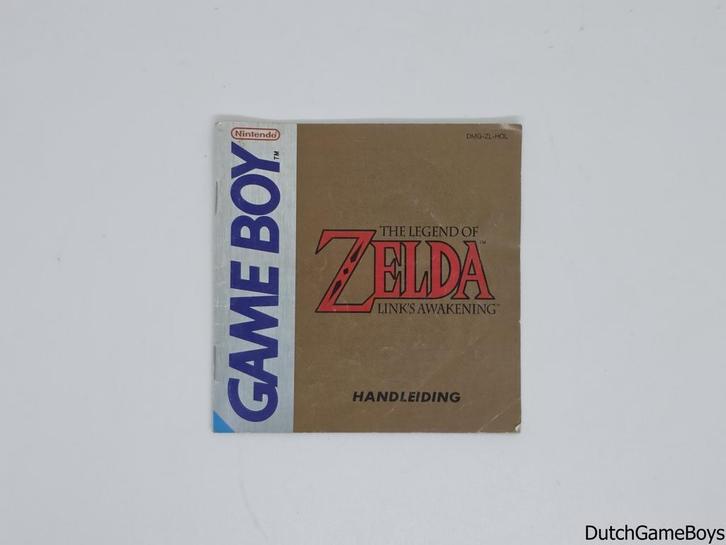 Nintendo
GAME BOY™
DMG-ZL-HOL
THE LEGEND OF
ZELDA™
LINK'S AWAKENING™
HANDLEIDING
DutchGameBoys